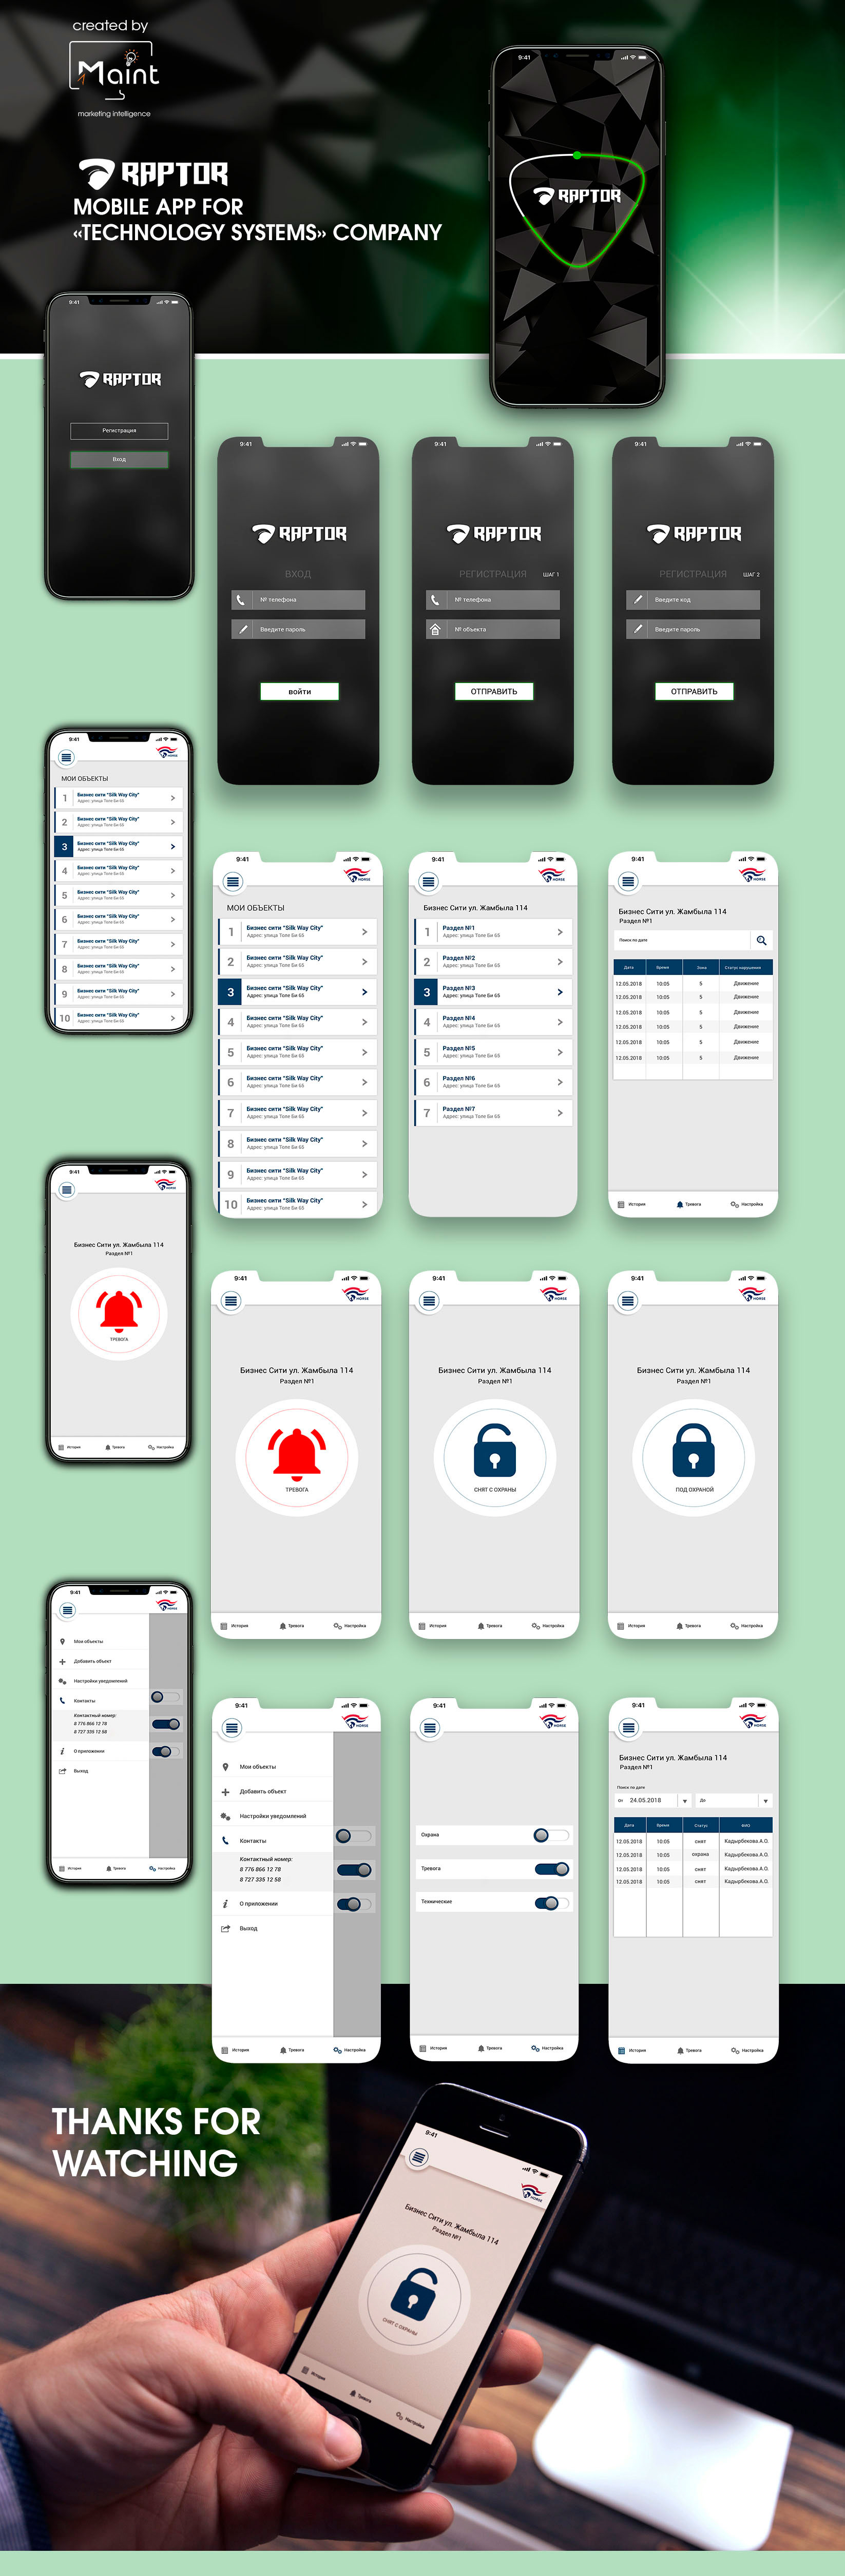 created by
Maint
marketing intelligence
RAPTOR
MOBILE APP FOR
«TECHNOLOGY SYSTEMS» COMPANY
9:41
RAPTOR
9:41
RAPTOR
Регистрация
Вход
9:41
RAPTOR
ВХОД
№ телефона
Введите пароль
войти
9:41
RAPTOR
РЕГИСТРАЦИЯ ШАГ 1
№ телефона
№ объекта
ОТПРАВИТЬ
9:41
RAPTOR
РЕГИСТРАЦИЯ ШАГ 2
Введите код
Введите пароль
ОТПРАВИТЬ
9:41
HORSE
МОИ ОБЪЕКТЫ
1 Бизнес сити "Silk Way City"
Адрес: улица Толе Би 65
2 Бизнес сити "Silk Way City"
Адрес: улица Толе Би 65
3 Бизнес сити "Silk Way City"
Адрес: улица Толе Би 65
4 Бизнес сити "Silk Way City"
Адрес: улица Толе Би 65
5 Бизнес сити "Silk Way City"
Адрес: улица Толе Би 65
6 Бизнес сити "Silk Way City"
Адрес: улица Толе Би 65
7 Бизнес сити "Silk Way City"
Адрес: улица Толе Би 65
8 Бизнес сити "Silk Way City"
Адрес: улица Толе Би 65
9 Бизнес сити "Silk Way City"
Адрес: улица Толе Би 65
10 Бизнес сити "Silk Way City"
Адрес: улица Толе Би 65
9:41
HORSE
МОИ ОБЪЕКТЫ
1 Бизнес сити "Silk Way City"
Адрес: улица Толе Би 65
2 Бизнес сити "Silk Way City"
Адрес: улица Толе Би 65
3 Бизнес сити "Silk Way City"
Адрес: улица Толе Би 65
4 Бизнес сити "Silk Way City"
Адрес: улица Толе Би 65
5 Бизнес сити "Silk Way City"
Адрес: улица Толе Би 65
6 Бизнес сити "Silk Way City"
Адрес: улица Толе Би 65
7 Бизнес сити "Silk Way City"
Адрес: улица Толе Би 65
8 Бизнес сити "Silk Way City"
Адрес: улица Толе Би 65
9 Бизнес сити "Silk Way City"
Адрес: улица Толе Би 65
10 Бизнес сити "Silk Way City"
Адрес: улица Толе Би 65
9:41
HORSE
Бизнес Сити ул. Жамбыла 114
1 Раздел №1
Адрес: улица Толе Би 65
2 Раздел №2
Адрес: улица Толе Би 65
3 Раздел №3
Адрес: улица Толе Би 65
4 Раздел №4
Адрес: улица Толе Би 65
5 Раздел №5
Адрес: улица Толе Би 65
6 Раздел №6
Адрес: улица Толе Би 65
7 Раздел №7
Адрес: улица Толе Би 65
9:41
HORSE
Бизнес Сити ул. Жамбыла 114
Раздел №1
Поиск по дате
Дата Время Зона Статус нарушения
12.05.2018 10:05 5 Движение
12.05.2018 10:05 5 Движение
12.05.2018 10:05 5 Движение
12.05.2018 10:05 5 Движение
12.05.2018 10:05 5 Движение
12.05.2018 10:05 5 Движение
История Тревога Настройка
9:41
HORSE
Бизнес Сити ул. Жамбыла 114
Раздел №1
ТРЕВОГА
История Тревога Настройка
9:41
HORSE
Бизнес Сити ул. Жамбыла 114
Раздел №1
ТРЕВОГА
История Тревога Настройка
9:41
HORSE
Бизнес Сити ул. Жамбыла 114
Раздел №1
СНЯТ С ОХРАНЫ
История Тревога Настройка
9:41
HORSE
Бизнес Сити ул. Жамбыла 114
Раздел №1
ПОД ОХРАНОЙ
История Тревога Настройка
9:41
HORSE
Мои объекты
Добавить объект
Настройки уведомлений
Контакты
Контактный номер:
8 776 866 12 78
8 727 335 12 58
О приложении
Выход
История Тревога Настройка
9:41
HORSE
Мои объекты
Добавить объект
Настройки уведомлений
Контакты
Контактный номер:
8 776 866 12 78
8 727 335 12 58
О приложении
Выход
История Тревога Настройка
9:41
HORSE
Охрана
Тревога
Технические
История Тревога Настройка
9:41
HORSE
Бизнес Сити ул. Жамбыла 114
Раздел №1
Поиск по дате
От 24.05.2018 До
Дата Время Статус ФИО
12.05.2018 10:05 снят Кадырбекова.А.О.
12.05.2018 10:05 охрана Кадырбекова.А.О.
12.05.2018 10:05 снят Кадырбекова.А.О.
12.05.2018 10:05 снят Кадырбекова.А.О.
История Тревога Настройка
THANKS FOR
WATCHING
9:41
HORSE
Бизнес Сити ул. Жамбыла 114
Раздел №1
СНЯТ С ОХРАНЫ
История Тревога Настройка